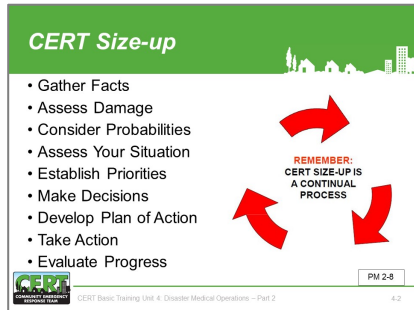 CERT Size-up
• Gather Facts
• Assess Damage
• Consider Probabilities
• Assess Your Situation
• Establish Priorities
• Make Decisions
• Develop Plan of Action
• Take Action
• Evaluate Progress
REMEMBER:
CERT SIZE-UP IS
A CONTINUAL
PROCESS
PM 2-8
CERT
COMMUNITY EMERGENCY
RESPONSE TEAM
CERT Basic Training Unit 4: Disaster Medical Operations – Part 2
4-2